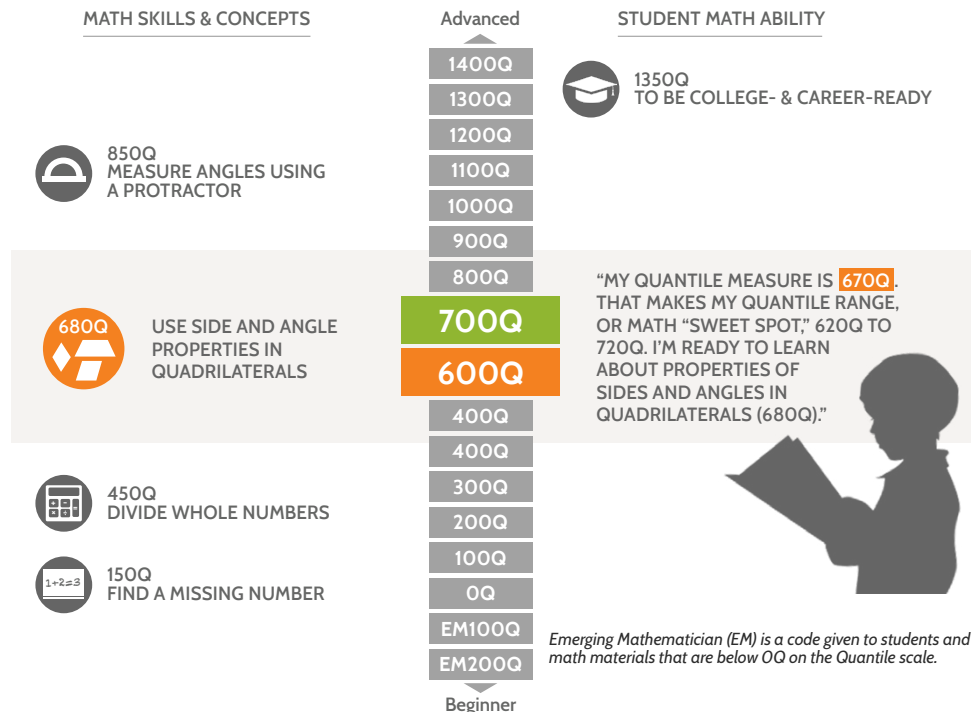 MATH SKILLS & CONCEPTS
Advanced
STUDENT MATH ABILITY
1400Q
1300Q
1200Q
1100Q
1000Q
900Q
800Q
700Q
600Q
400Q
400Q
300Q
200Q
100Q
0Q
EM100Q
EM200Q
Beginner
850Q
MEASURE ANGLES USING
A PROTRACTOR
680Q
USE SIDE AND ANGLE
PROPERTIES IN
QUADRILATERALS
450Q
DIVIDE WHOLE NUMBERS
1+2=3
150Q
FIND A MISSING NUMBER
1350Q
TO BE COLLEGE- & CAREER-READY
“MY QUANTILE MEASURE IS 670Q.
THAT MAKES MY QUANTILE RANGE,
OR MATH “SWEET SPOT,” 620Q TO
720Q. I’M READY TO LEARN
ABOUT PROPERTIES OF
SIDES AND ANGLES IN
QUADRILATERALS (680Q).”
Emerging Mathematician (EM) is a code given to students and
math materials that are below 0Q on the Quantile scale.